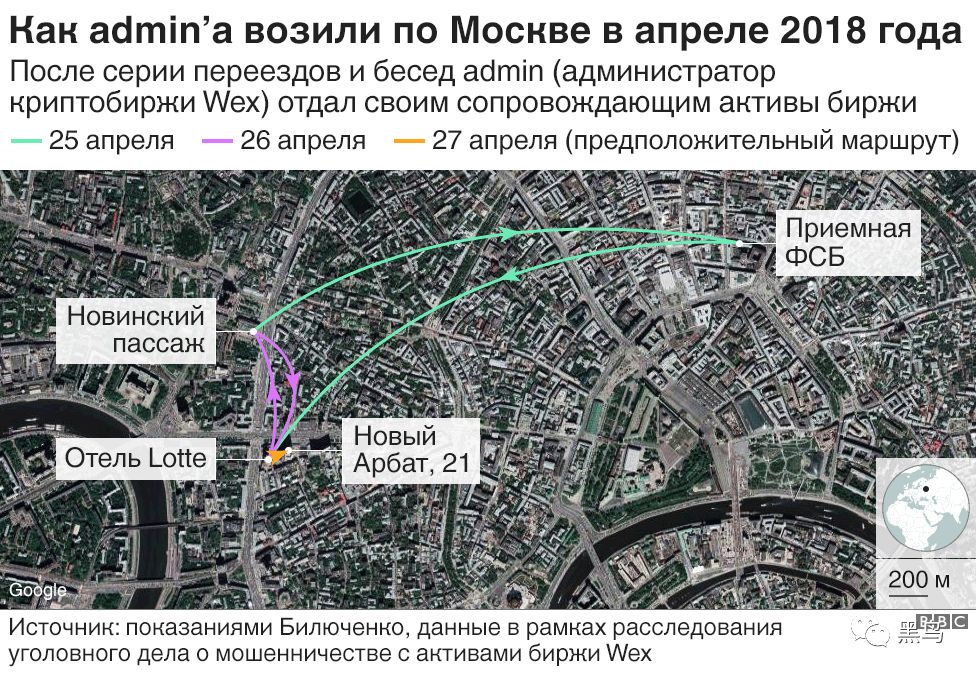 Как admin’а возили по Москве в апреле 2018 года
После серии переездов и бесед admin (администратор
криптобиржи Wex) отдал своим сопровождающим активы биржи
25 апреля 26 апреля 27 апреля (предположительный маршрут)
Приемная
ФСБ
Новинский
пассаж
Новый
Арбат, 21
Отель Lotte
200 м
Google
Источник: показаниями Билюченко, данные в рамках расследования
уголовного дела о мошенничестве с активами биржи Wex
BBC
黑鸟